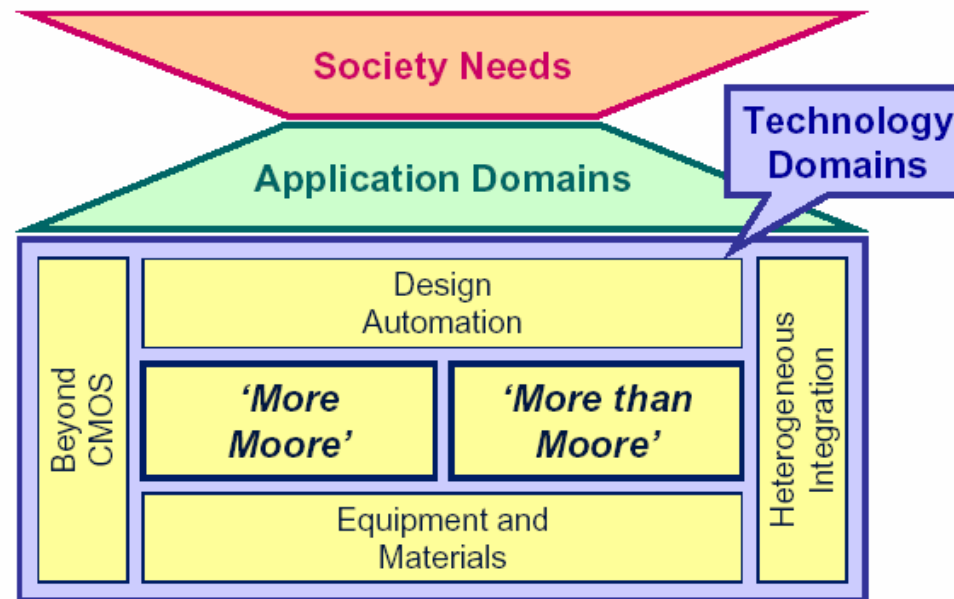 Society Needs
Technology
Domains
Application Domains
Design
Automation
Beyond
CMOS
‘More
Moore’
‘More than
Moore’
Heterogeneous
Integration
Equipment and
Materials